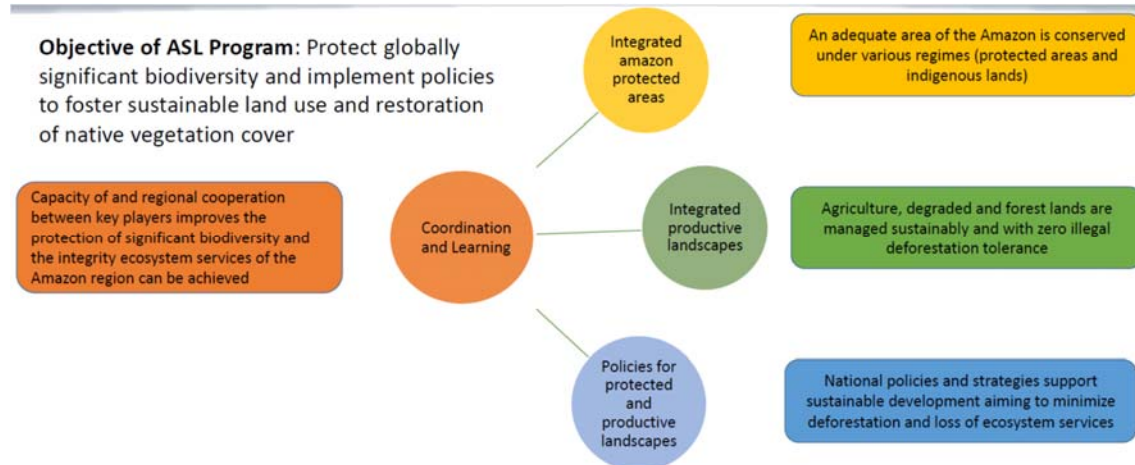 Objective of ASL Program: Protect globally
significant biodiversity and implement policies
to foster sustainable land use and restoration
of native vegetation cover
Integrated
amazon
protected
areas
An adequate area of the Amazon is conserved
under various regimes (protected areas and
indigenous lands)
Capacity of and regional cooperation
between key players improves the
protection of significant biodiversity and
the integrity ecosystem services of the
Amazon region can be achieved
Coordination
and Learning
Integrated
productive
landscapes
Agriculture, degraded and forest lands are
managed sustainably and with zero illegal
deforestation tolerance
Policies for
protected
and
productive
landscapes
National policies and strategies support
sustainable development aiming to minimize
deforestation and loss of ecosystem services